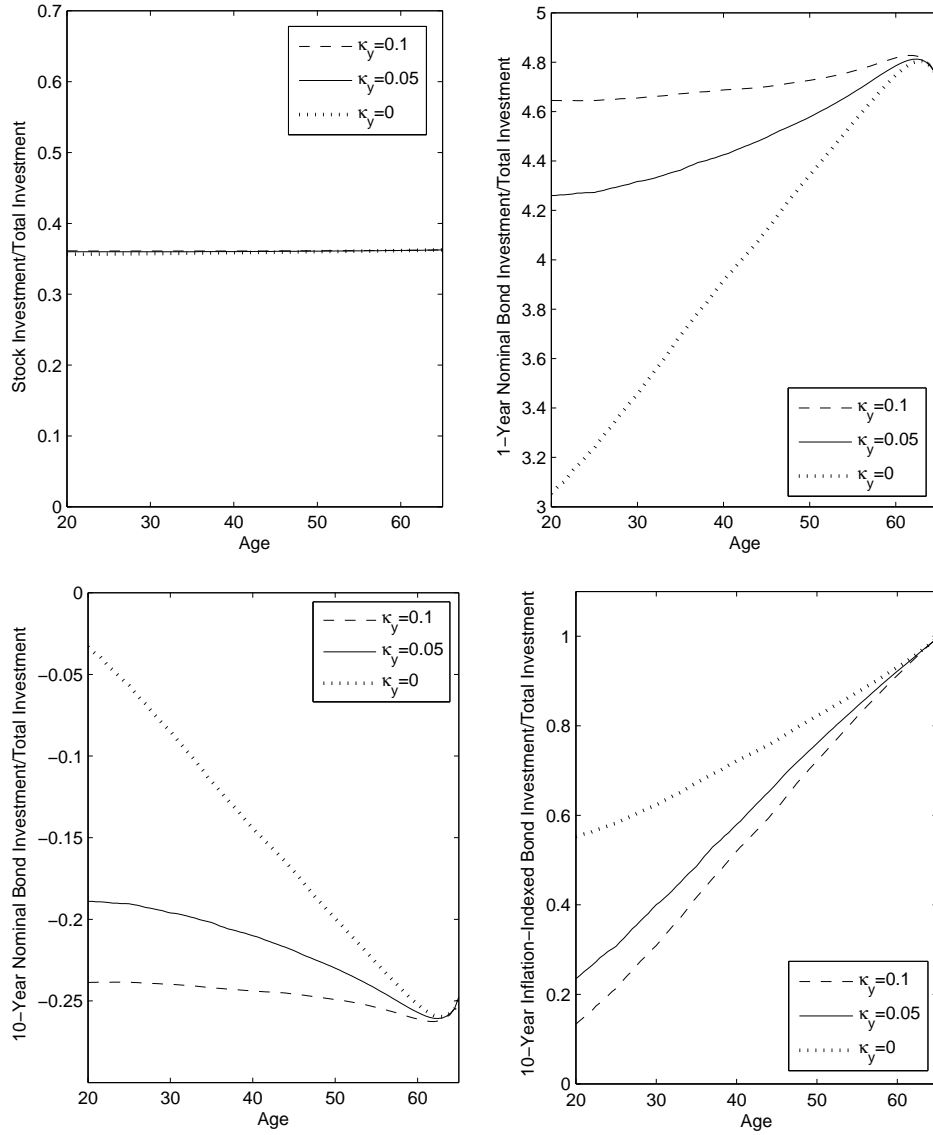 Stock Investment/Total Investment
0.7
0.6
0.5
0.4
0.3
0.2
0.1
0
κy=0.1
κy=0.05
κy=0
20 30 40 50 60
Age
1−Year Nominal Bond Investment/Total Investment
5
4.8
4.6
4.4
4.2
4
3.8
3.6
3.4
3.2
3
κy=0.1
κy=0.05
κy=0
20 30 40 50 60
Age
10−Year Nominal Bond Investment/Total Investment
0
−0.05
−0.1
−0.15
−0.2
−0.25
κy=0.1
κy=0.05
κy=0
20 30 40 50 60
Age
10−Year Inflation−Indexed Bond Investment/Total Investment
1
0.8
0.6
0.4
0.2
0
κy=0.1
κy=0.05
κy=0
20 30 40 50 60
Age